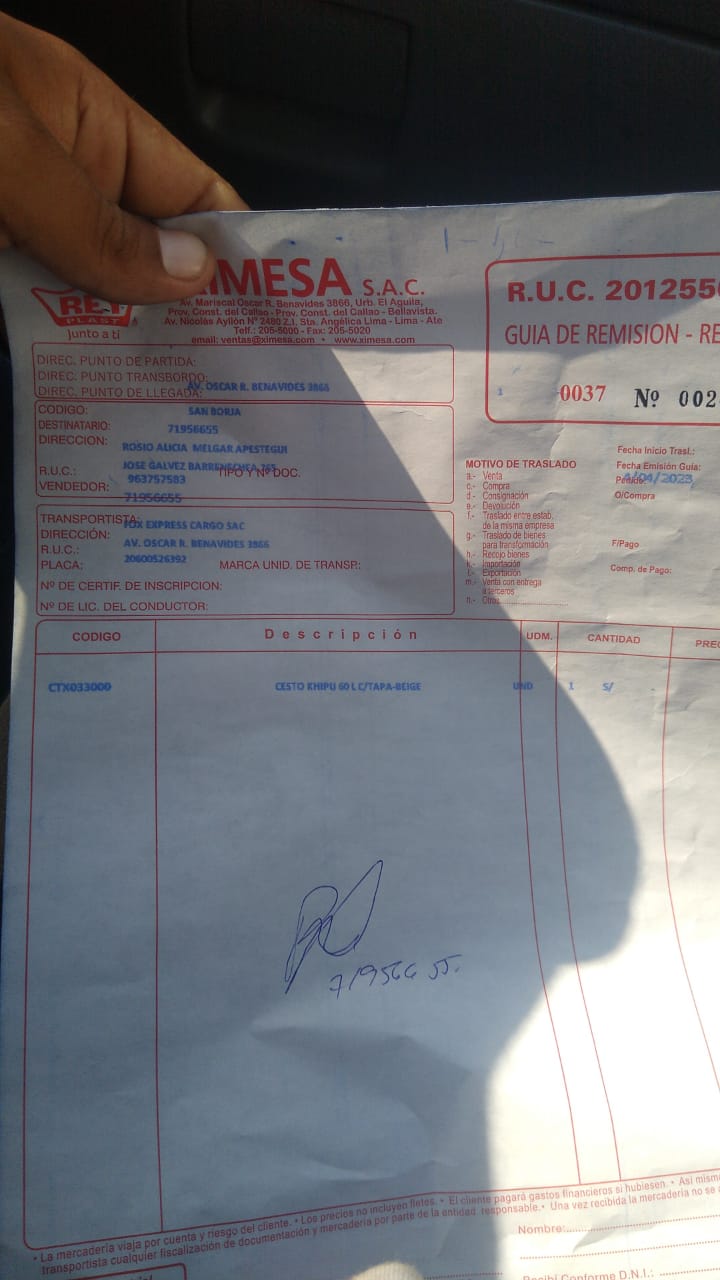 XIMESA S.A.C.
REY
PLAST
Junto a ti
Av. Mariscal Oscar R. Benavides 3866, Urb. El Aguila,
Prov. Const. del Callao - Prov. Const. del Callao - Bellavista.
Av. Nicolás Ayllón Nº 2480 Z.I. Sta. Angélica Lima - Lima - Ate
Telf.: 205-5000 - Fax: 205-5020
email: ventas@ximesa.com • www.ximesa.com
R.U.C. 2012550
GUIA DE REMISION - RE
1 0037 Nº 002
DIREC. PUNTO DE PARTIDA:
DIREC. PUNTO TRANSBORDO:
DIREC. PUNTO DE LLEGADA: AV. OSCAR R. BENAVIDES 3866
CODIGO: SAN BORJA
DESTINATARIO: 71956655
DIRECCION: ROSIO ALICIA MELGAR APESTEGUI
JOSE GALVEZ BARRENECHEA
R.U.C.: 963757583 TIPO Y Nº DOC.
VENDEDOR: 71956655
TRANSPORTISTA: FOX EXPRESS CARGO SAC
DIRECCIÓN: AV. OSCAR R. BENAVIDES 3866
R.U.C.: 20600526392
PLACA: MARCA UNID. DE TRANSP.:
Nº DE CERTIF. DE INSCRIPCION:
Nº DE LIC. DEL CONDUCTOR:
MOTIVO DE TRASLADO
a.- Venta
c.- Compra
d.- Consignación
e.- Devolución
f.- Traslado entre estab.
de la misma empresa
g.- Traslado de bienes
para transformación
h.- Recojo bienes
k.- Importación
l.- Exportación
m.- Venta con entrega
a terceros
n.- Otros
Fecha Inicio Trasl.:
Fecha Emisión Guía:
Pedido: /04/2023
O/Compra
F/Pago
Comp. de Pago:
CODIGO Descripción UDM. CANTIDAD PREC
CTX033000 CESTO KHIPU 60 L C/TAPA-BEIGE UND 1 S/ -
71956655.
• La mercadería viaja por cuenta y riesgo del cliente. • Los precios no incluyen fletes. • El cliente pagará gastos financieros si hubiesen. • Así mismo
transportista cualquier fiscalización de documentación y mercadería por parte de la entidad responsable. • Una vez recibida la mercadería no se
Nombre:
Recibí Conforme D.N.I.: